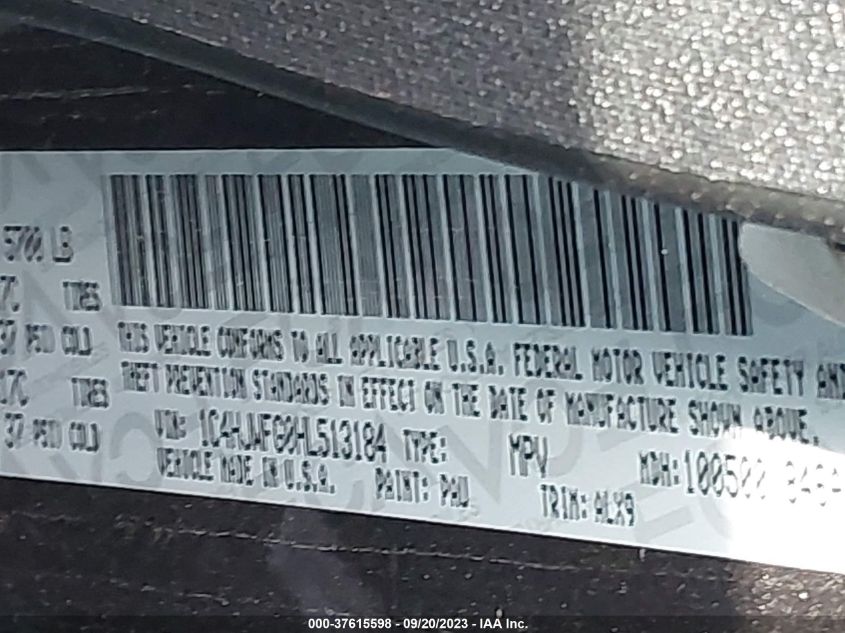 5700 LB
TIRES
37 PSI) COLD
THIS VEHICLE CONFORMS TO ALL APPLICABLE U.S.A. FEDERAL MOTOR VEHICLE SAFETY AND
17C TIRES
THEFT PREVENTION STANDARDS IN EFFECT ON THE DATE OF MANUFACTURE SHOWN ABOVE.
37 PSI) COLD
VIN: 1C4HJWFG0HL513184 TYPE: MPV MDH: 100500
VEHICLE MADE IN U.S.A. PAINT: PAU TRIM: ALX9
000-37615598 - 09/20/2023 - IAA Inc.